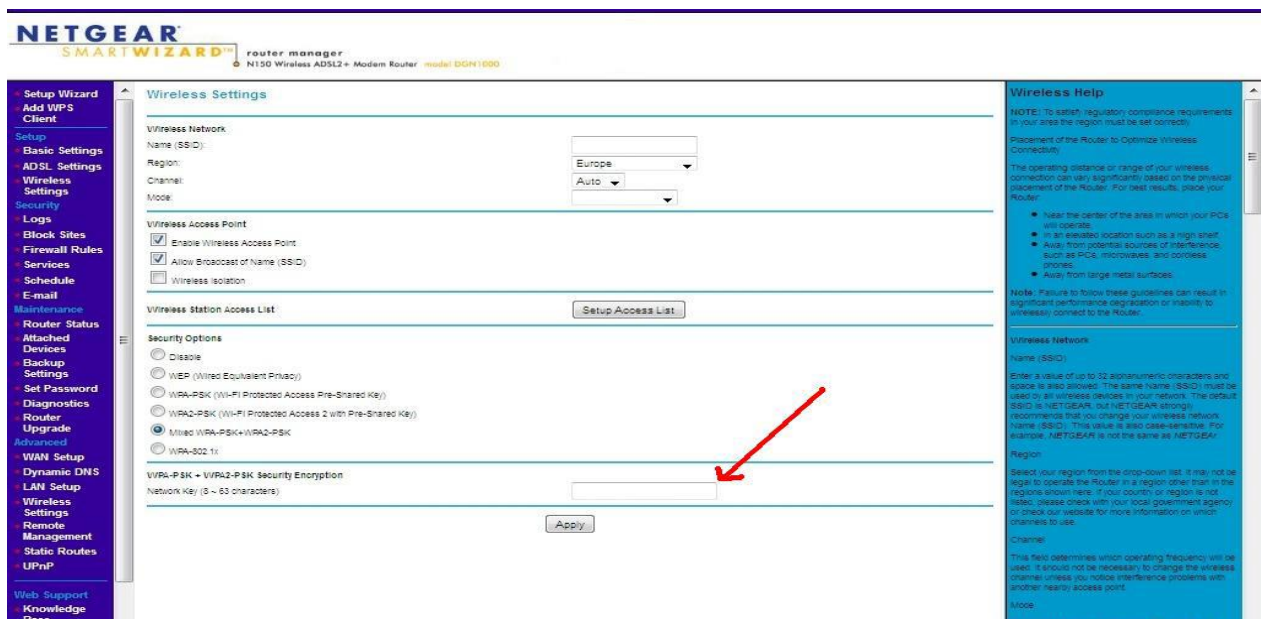 NETGEAR
SMARTWIZARD™ router manager
N150 Wireless ADSL2+ Modem Router model DGN1000
Setup Wizard
Add WPS
Client
Setup
Basic Settings
ADSL Settings
Wireless
Settings
Security
Logs
Block Sites
Firewall Rules
Services
Schedule
E-mail
Maintenance
Router Status
Attached
Devices
Backup
Settings
Set Password
Diagnostics
Router
Upgrade
Advanced
WAN Setup
Dynamic DNS
LAN Setup
Wireless
Settings
Remote
Management
Static Routes
UPnP
Web Support
Knowledge
Wireless Settings
Wireless Network
Name (SSID):
Region: Europe
Channel: Auto
Mode:
Wireless Access Point
Enable Wireless Access Point
Allow Broadcast of Name (SSID)
Wireless Isolation
Wireless Station Access List Setup Access List
Security Options
Disable
WEP (Wired Equivalent Privacy)
WPA-PSK (Wi-Fi Protected Access Pre-Shared Key)
WPA2-PSK (Wi-Fi Protected Access 2 with Pre-Shared Key)
Mixed WPA-PSK+WPA2-PSK
WPA-802.1x
WPA-PSK + WPA2-PSK Security Encryption
Network Key (8 ~ 63 characters)
Apply
Wireless Help
NOTE: To satisfy regulatory compliance requirements
in your area the region must be set correctly.
Placement of the Router to Optimize Wireless
Connectivity
The operating distance or range of your wireless
connection can vary significantly based on the physical
placement of the Router. For best results, place your
Router:
Near the center of the area in which your PCs
will operate,
In an elevated location such as a high shelf,
Away from potential sources of interference,
such as PCs, microwaves, and cordless
phones,
Away from large metal surfaces.
Note: Failure to follow these guidelines can result in
significant performance degradation or inability to
wirelessly connect to the Router.
Wireless Network
Name (SSID)
Enter a value of up to 32 alphanumeric characters and
space is also allowed. The same Name (SSID) must be
used by all wireless devices in your network. The default
SSID is NETGEAR, but NETGEAR strongly
recommends that you change your wireless network
Name (SSID). This value is also case-sensitive. For
example, NETGEAR is not the same as NETGEAr.
Region
Select your region from the drop-down list. It may not be
legal to operate the Router in a region other than in the
regions shown here. If your country or region is not
listed, please check with your local government agency
or check our website for more information on which
channels to use.
Channel
This field determines which operating frequency will be
used. It should not be necessary to change the wireless
channel unless you notice interference problems with
another nearby access point.
Mode